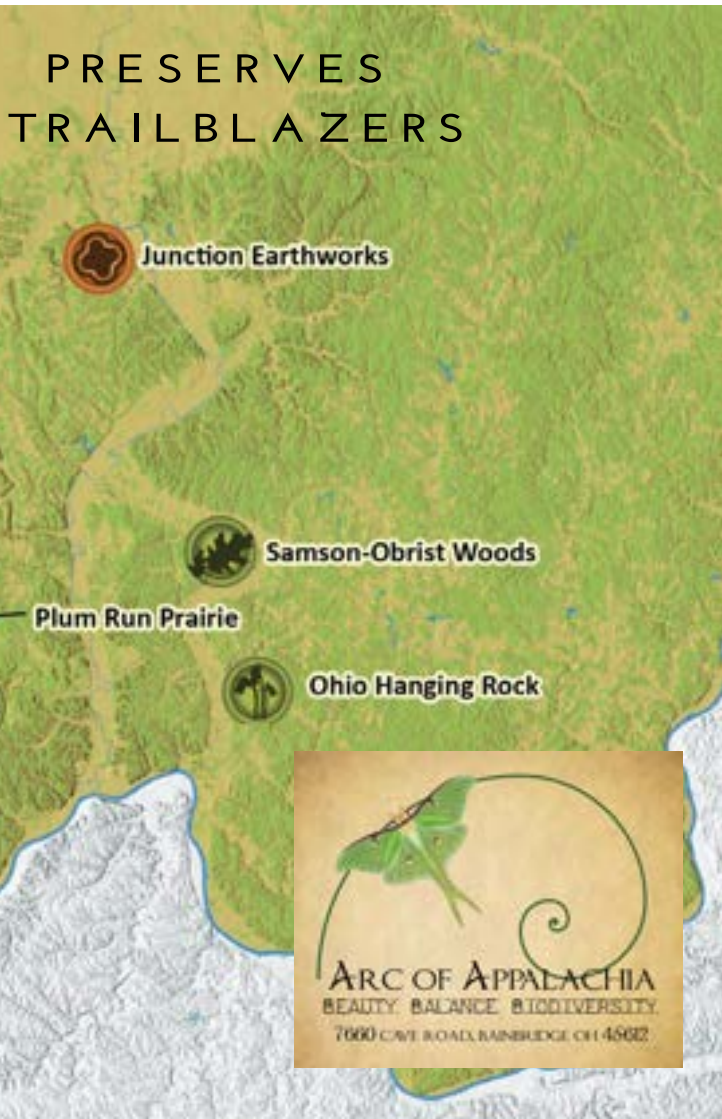 PRESERVES
TRAILBLAZERS
Junction Earthworks
Samson-Obrist Woods
Plum Run Prairie
Ohio Hanging Rock
ARC OF APPALACHIA
BEAUTY. BALANCE. BIODIVERSITY.
7660 CAVE ROAD, BAINBRIDGE OH 45612